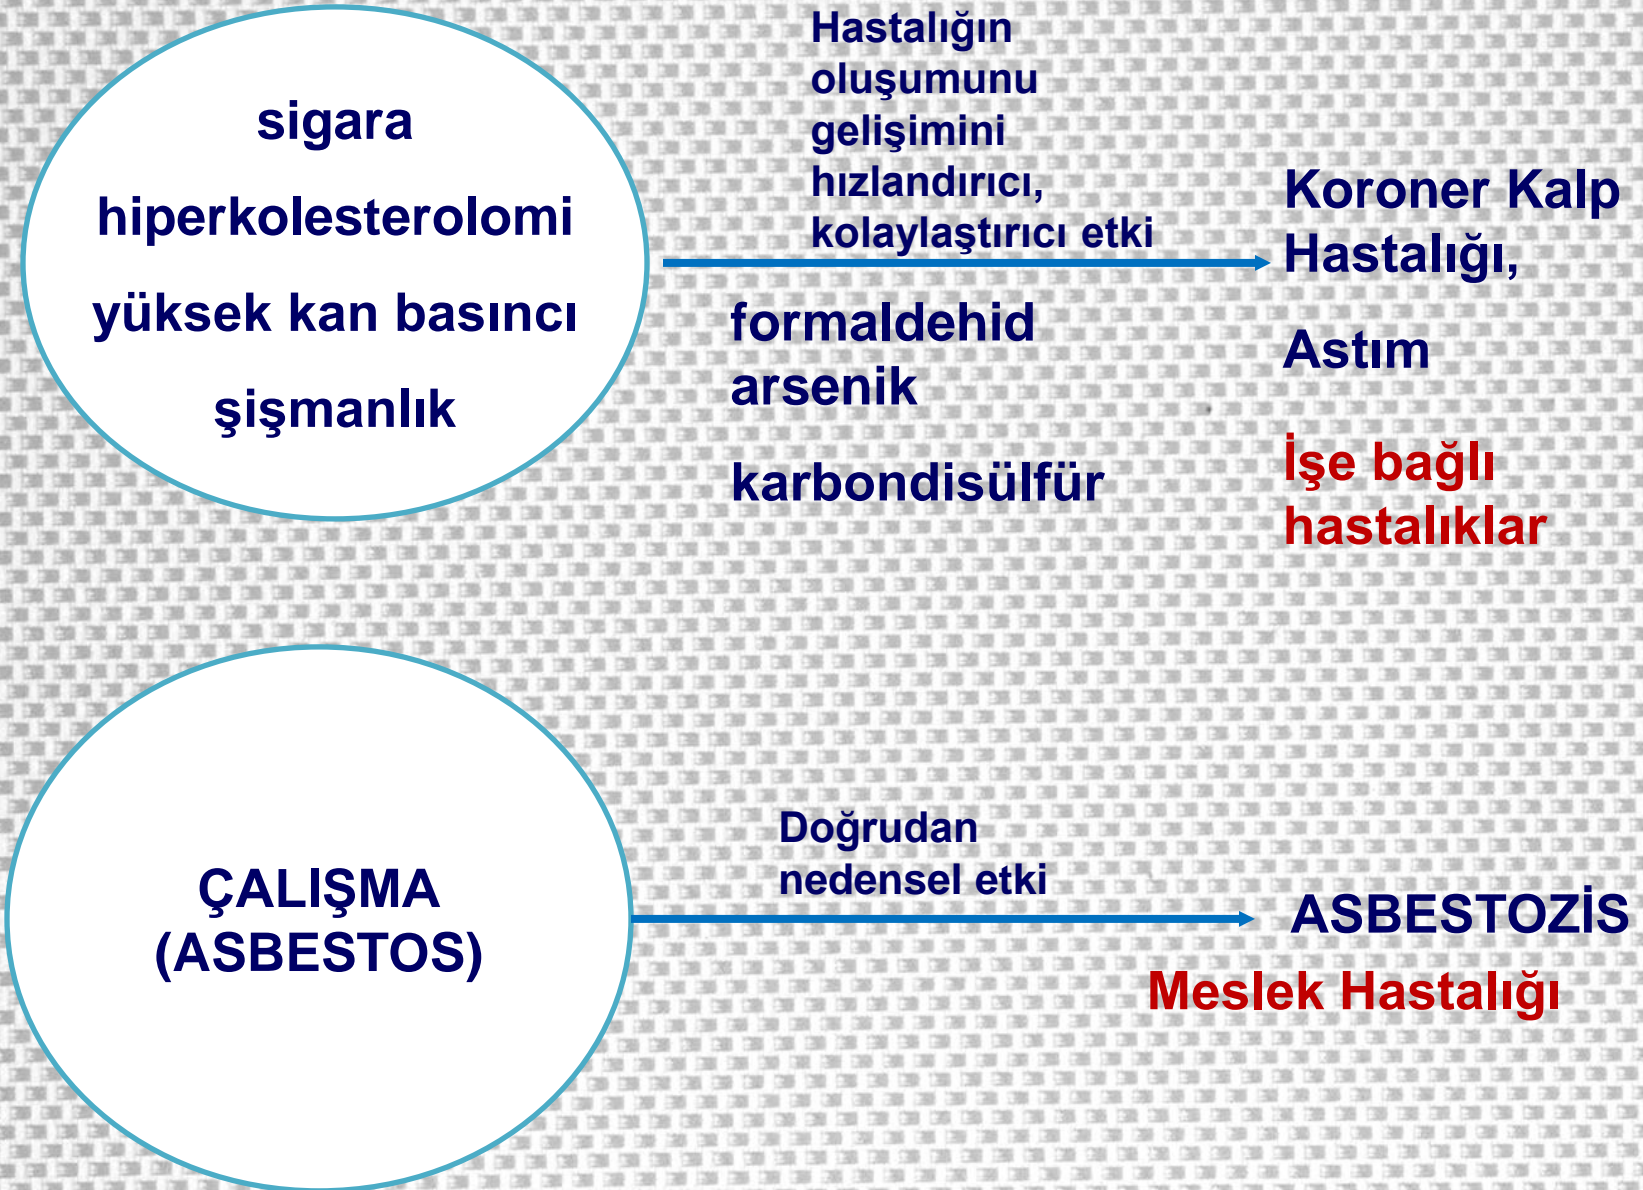 sigara
hiperkolesterolomi
yüksek kan basıncı
şişmanlık
Hastalığın
oluşumunu
gelişimini
hızlandırıcı,
kolaylaştırıcı etki
formaldehid
arsenik
karbondisülfür
Koroner Kalp
Hastalığı,
Astım
İşe bağlı
hastalıklar
ÇALIŞMA
(ASBESTOS)
Doğrudan
nedensel etki
ASBESTOZİS
Meslek Hastalığı